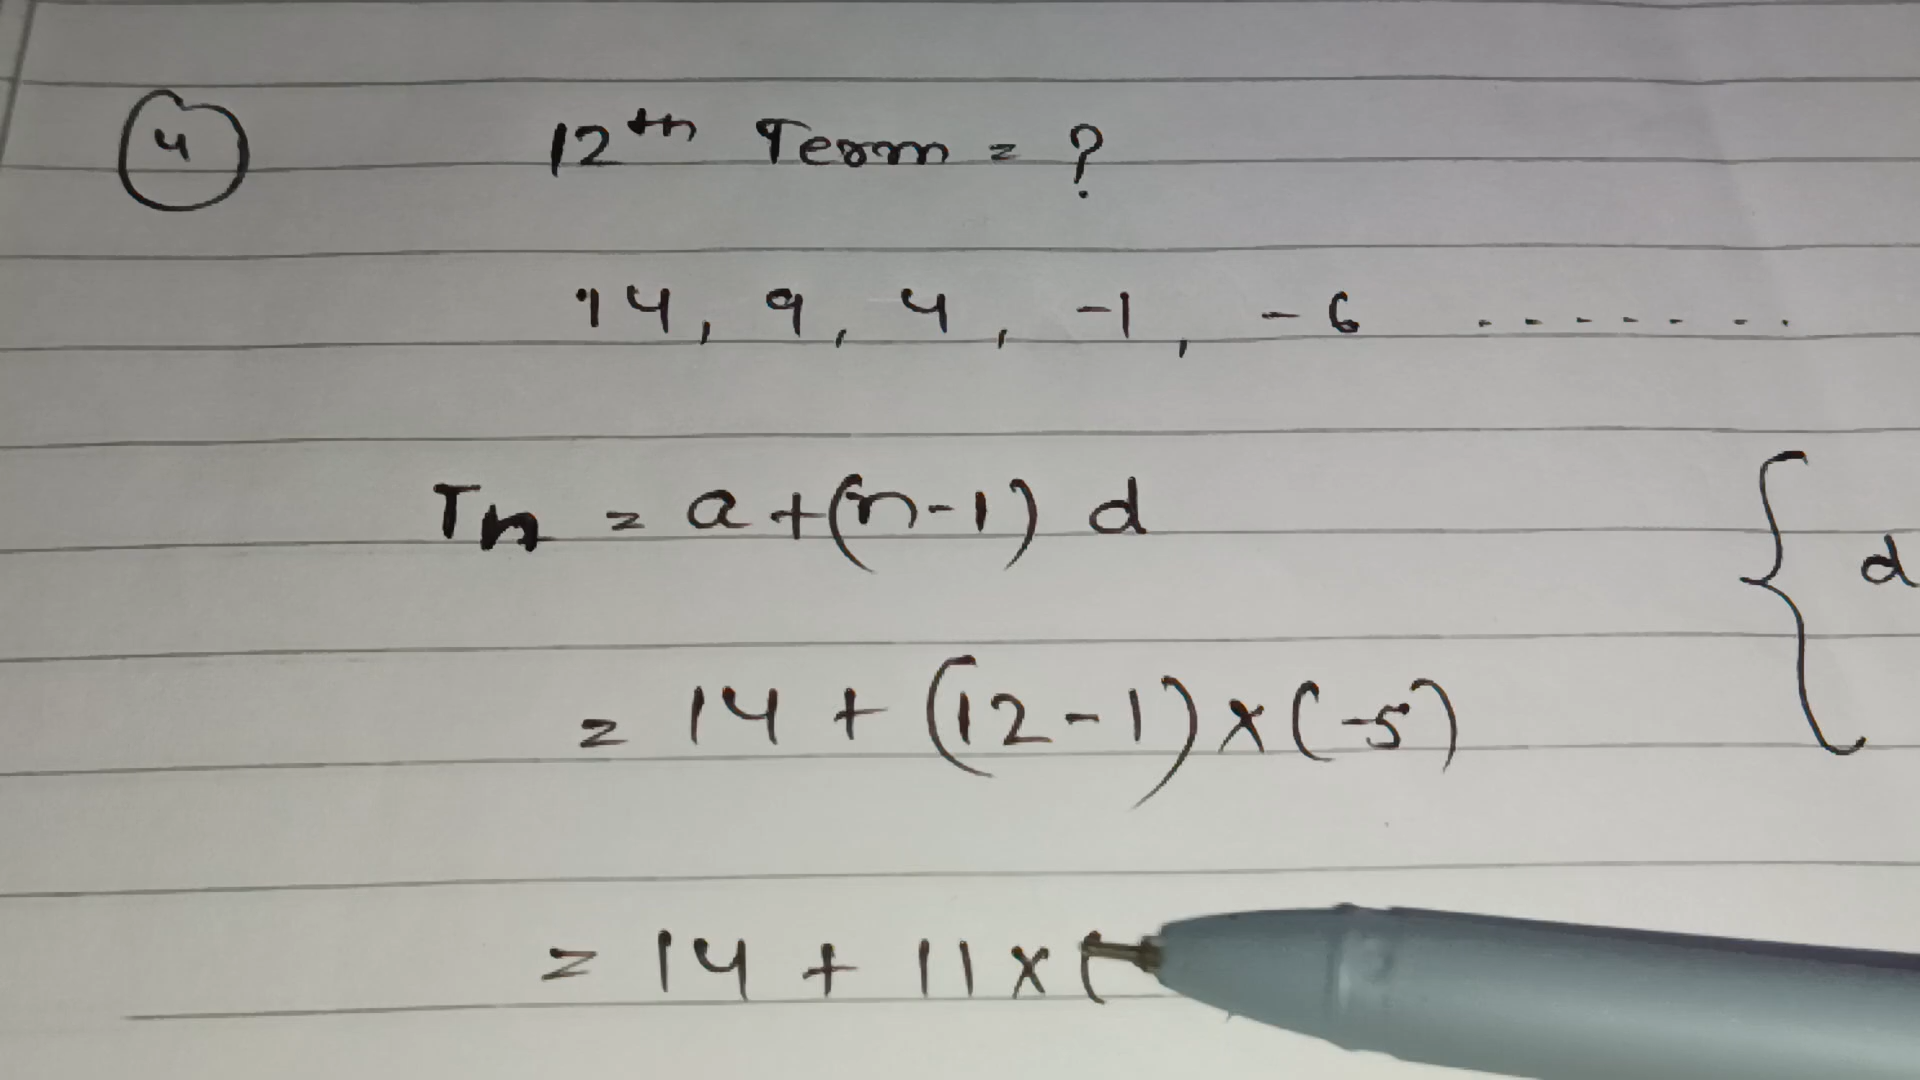 4
12th Term = ?
14, 9, 4, -1, -6 .......
Tn = a+(n-1) d
{ d
= 14 + (12-1)×(-5)
= 14 + 11×(